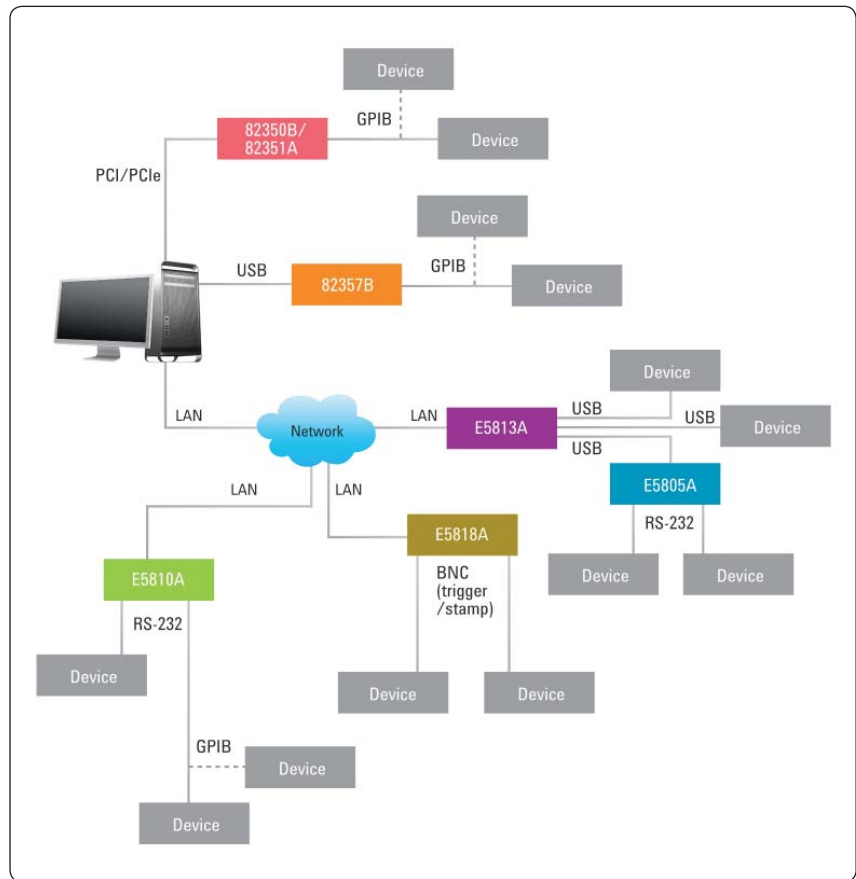 Device
GPIB
82350B/
82351A
Device
PCI/PCIe
Device
USB
GPIB
82357B
Device
Device
LAN
Network
LAN
E5813A
USB
USB
Device
USB
LAN
LAN
E5805A
E5818A
RS-232
E5810A
BNC
(trigger
/stamp)
Device
Device
RS-232
Device
Device
Device
GPIB
Device
Device